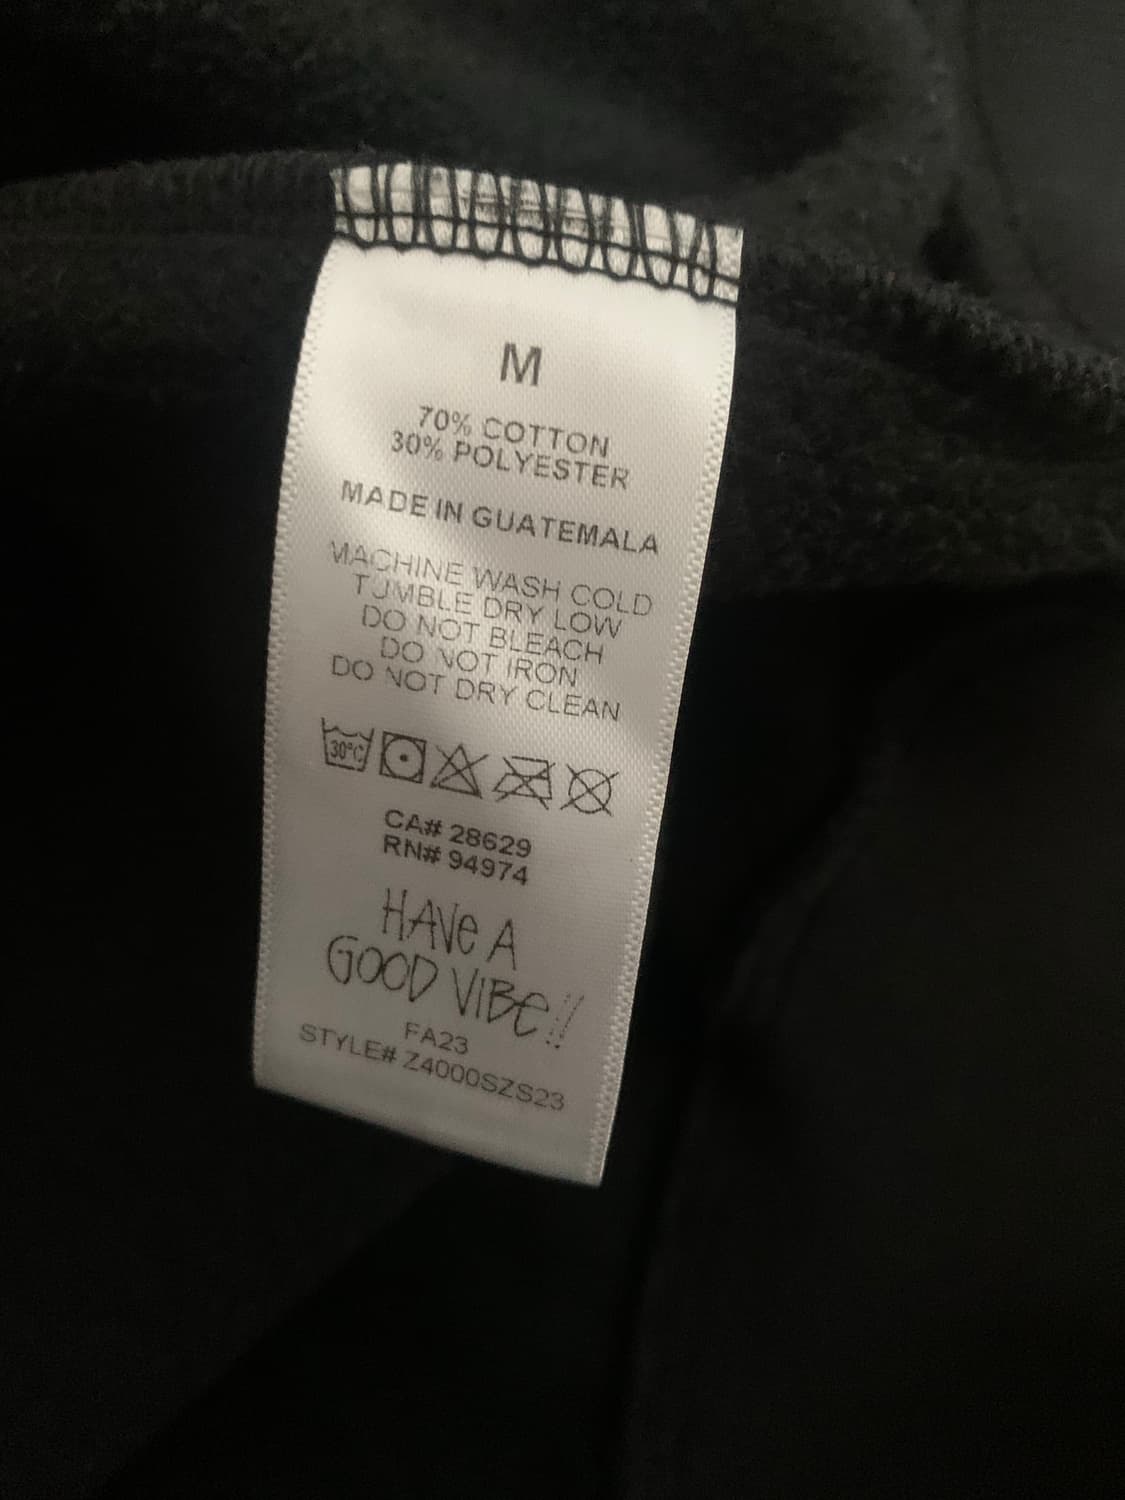 M
70% COTTON
30% POLYESTER
MADE IN GUATEMALA
MACHINE WASH COLD
TUMBLE DRY LOW
DO NOT BLEACH
DO NOT IRON
DO NOT DRY CLEAN
30°C
CA# 28629
RN# 94974
HAVE A
GOOD VIBE!!
FA23
STYLE# Z4000SZS23